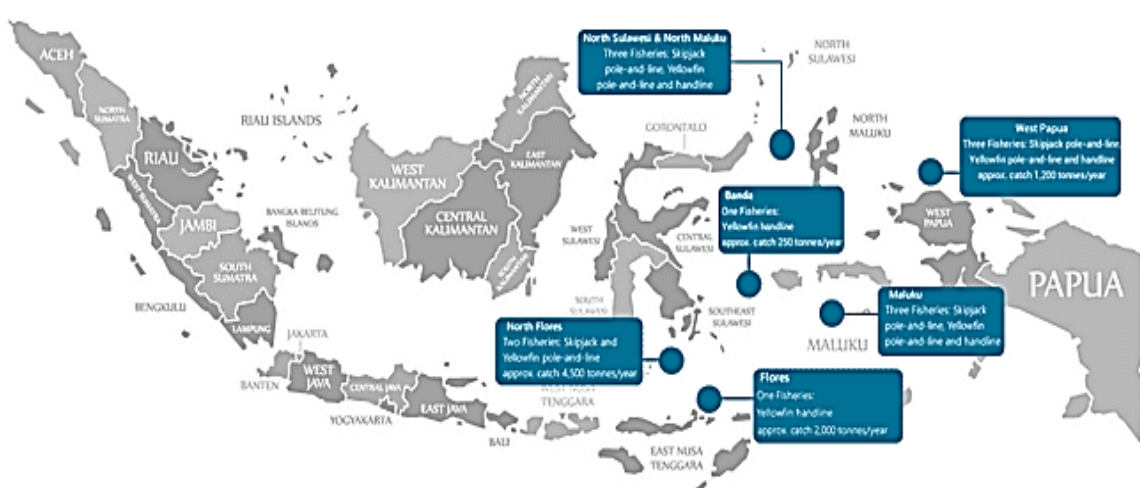 ACEH
NORTH
SUMATRA
RIAU
RIAU ISLANDS
WEST SUMATRA
JAMBI
BANGKA BELITUNG
ISLANDS
SOUTH
SUMATRA
BENGKULU
LAMPUNG
JAKARTA
BANTEN
WEST
JAVA
CENTRAL JAVA
YOGYAKARTA
EAST JAVA
BALI
WEST
KALIMANTAN
CENTRAL
KALIMANTAN
SOUTH
KALIMANTAN
EAST
KALIMANTAN
NORTH
KALIMANTAN
North Sulawesi & North Maluku
Three Fisheries: Skipjack
pole-and-line, Yellowfin
pole-and-line and handline
NORTH
SULAWESI
GORONTALO
NORTH
MALUKU
West Papua
Three Fisheries: Skipjack pole-and-line
Yellowfin pole-and-line and handline
approx. catch 1,200 tonnes/year
WEST
PAPUA
PAPUA
Banda
One Fisheries:
Yellowfin handline
approx. catch 250 tonnes/year
WEST
SULAWESI
CENTRAL
SULAWESI
SOUTH
SOUTHEAST
SULAWESI
Maluku
Three Fisheries: Skipjack
pole-and-line, Yellowfin
pole-and-line and handline
MALUKU
North Flores
Two Fisheries: Skipjack and
Yellowfin pole-and-line
approx. catch 4,500 tonnes/year
TENGGARA
Flores
One Fisheries:
Yellowfin handline
approx. catch 2,000 tonnes/year
EAST NUSA
TENGGARA